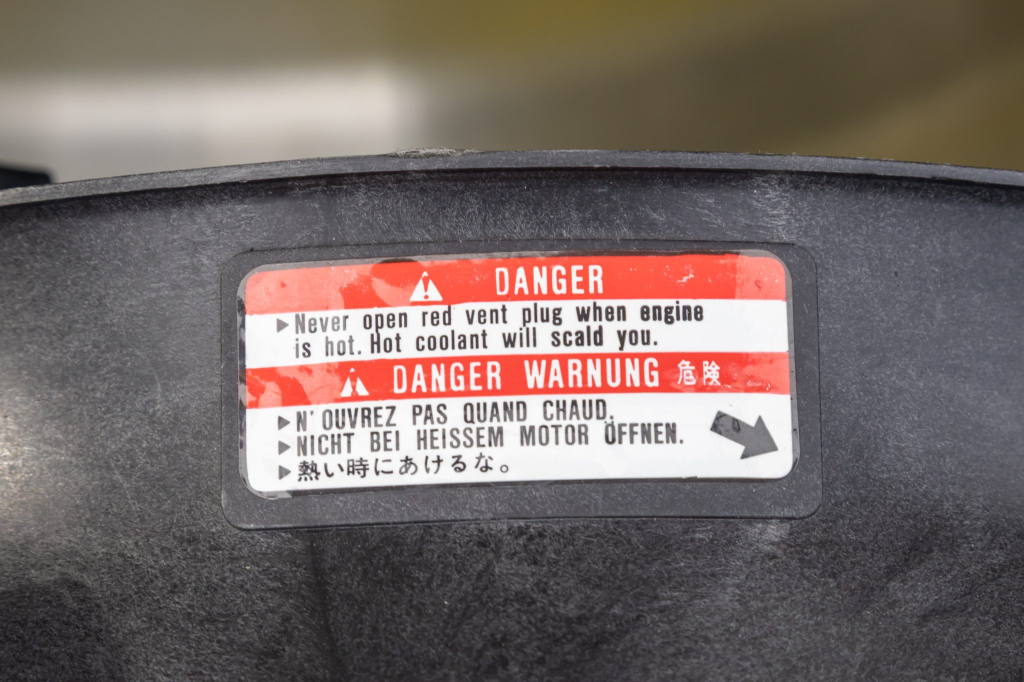 DANGER
Never open red vent plug when engine
is hot. Hot coolant will scald you.
DANGER WARNUNG 危険
N'OUVREZ PAS QUAND CHAUD.
NICHT BEI HEISSEM MOTOR ÖFFNEN.
熱い時にあけるな。